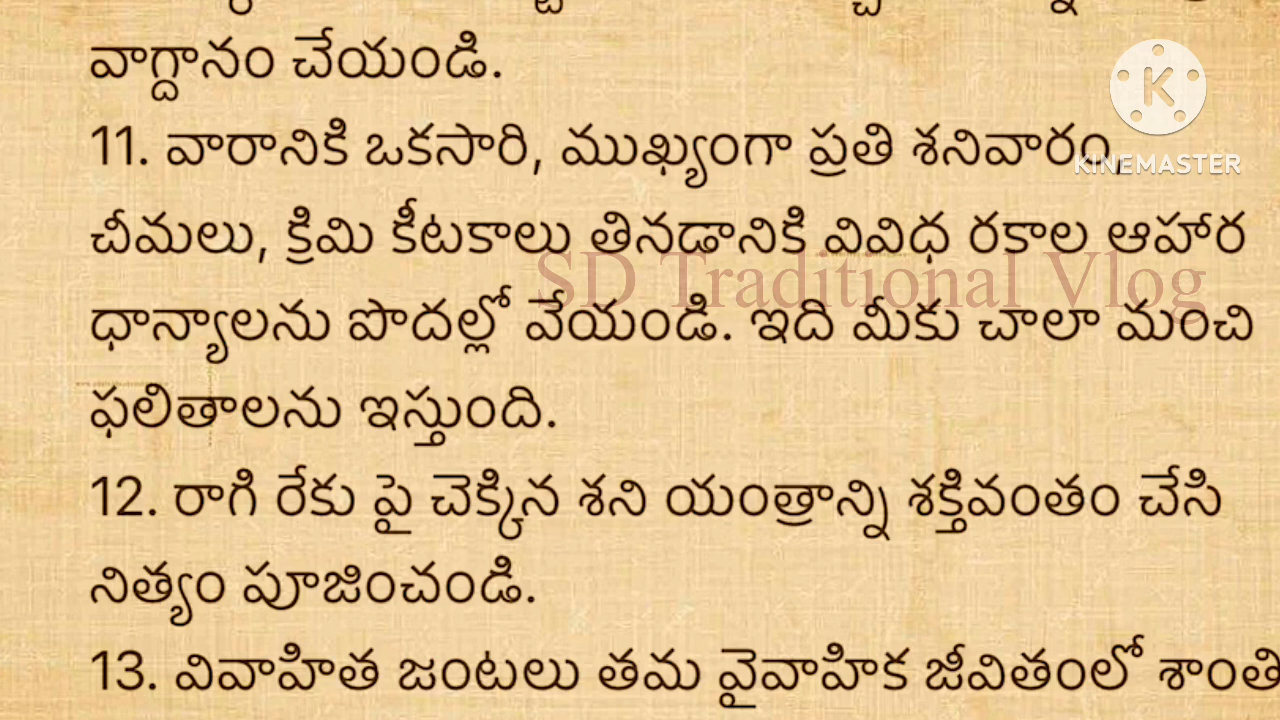 వాగ్దానం చేయండి.
11. వారానికి ఒకసారి, ముఖ్యంగా ప్రతి శనివారం,
KINEMASTER
చీమలు, క్రిమి కీటకాలు తినడానికి వివిధ రకాల ఆహార
SD Traditional Vlog
ధాన్యాలను పొదల్లో వేయండి. ఇది మీకు చాలా మంచి
ఫలితాలను ఇస్తుంది.
12. రాగి రేకు పై చెక్కిన శని యంత్రాన్ని శక్తివంతం చేసి
నిత్యం పూజించండి.
13. వివాహిత జంటలు తమ వైవాహిక జీవితంలో శాంతి